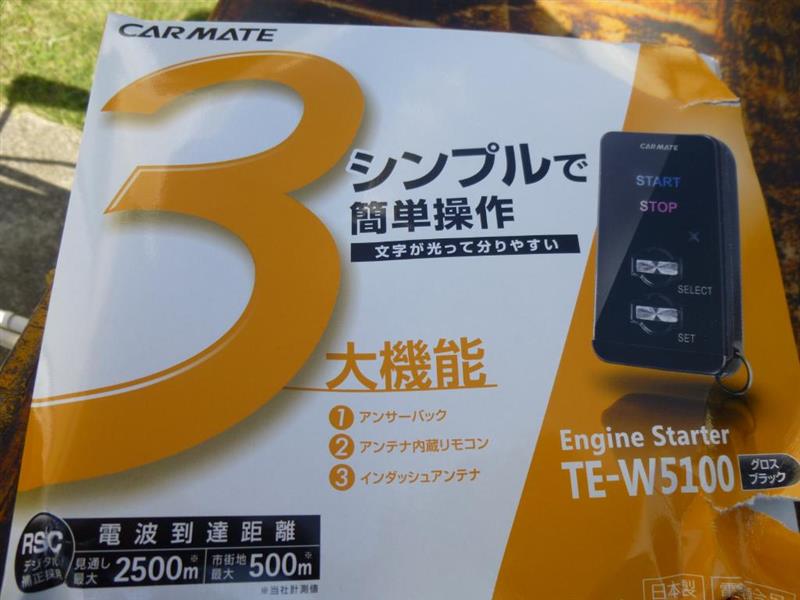 CARMATE
3
シンプルで
簡単操作
文字が光って分りやすい
大機能
1 アンサーバック
2 アンテナ内蔵リモコン
3 インダッシュアンテナ
CARMATE
START
STOP
SELECT
SET
Engine Starter
TE-W5100
グロス
ブラック
RSC
デジタル
補正採用
電波到達距離
見通し
最大 2500m※
市街地
最大 500m※
※当社計測値
日本製